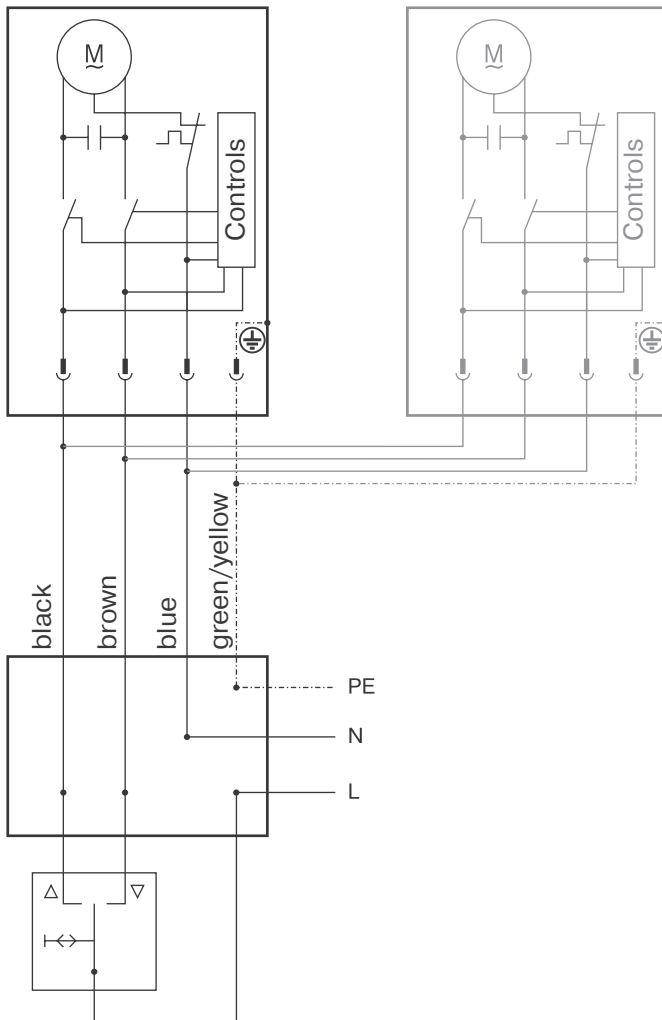 M
~
Controls
M
~
Controls
black
brown
blue
green/yellow
PE
N
L